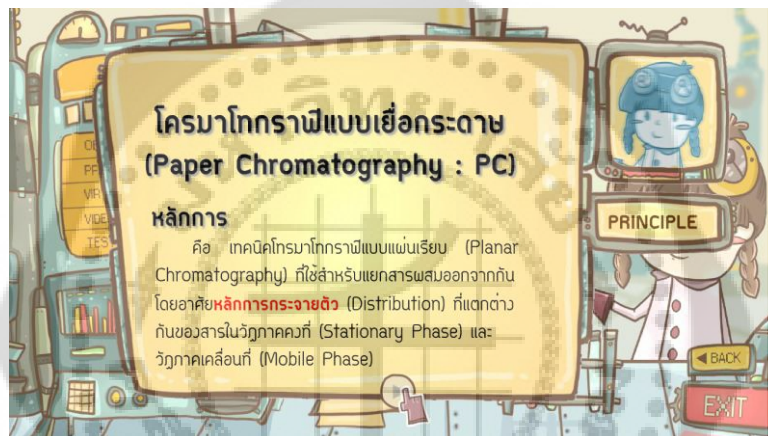 โครมาโทกราฟีแบบเยื่อกระดาษ
(Paper Chromatography : PC)
หลักการ
คือ เทคนิคโครมาโทกราฟีแบบแผ่นเรียบ (Planar
Chromatography) ที่ใช้สำหรับแยกสารผสมออกจากกัน
โดยอาศัยหลักการกระจายตัว (Distribution) ที่แตกต่าง
กันของสารในวัฏภาคคงที่ (Stationary Phase) และ
วัฏภาคเคลื่อนที่ (Mobile Phase)
PRINCIPLE
BACK
EXIT